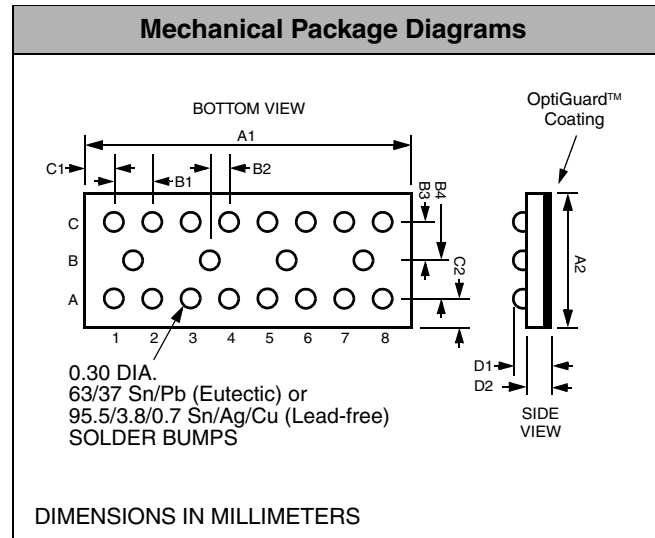 Mechanical Package Diagrams
BOTTOM VIEW
OptiGuard™
Coating
A1
C1
B1
B2
B3
B4
C
B
A
C2
A2
1 2 3 4 5 6 7 8
D1
D2
SIDE
VIEW
0.30 DIA.
63/37 Sn/Pb (Eutectic) or
95.5/3.8/0.7 Sn/Ag/Cu (Lead-free)
SOLDER BUMPS
DIMENSIONS IN MILLIMETERS